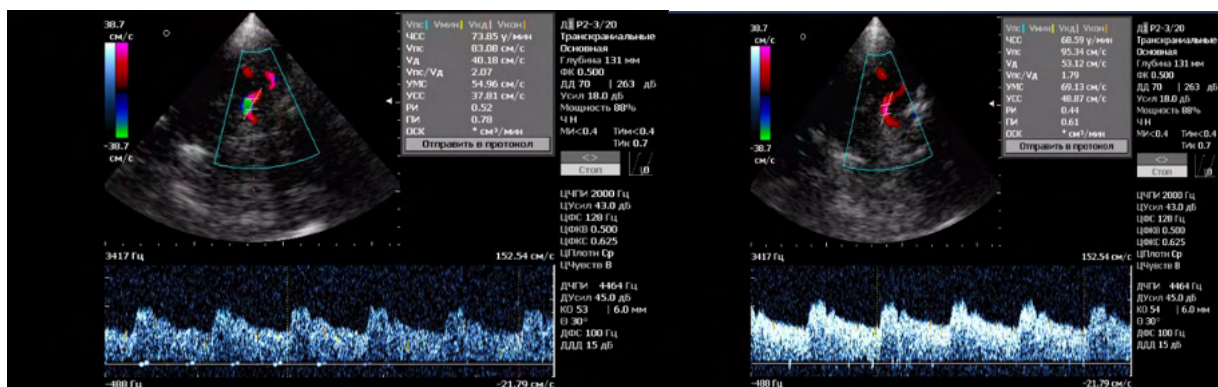 38.7
см/с
-38.7
см/с
Vпс Vмин Vкд Vкон
ЧСС 73.85 у/мин
Vпс 83.08 см/с
Vд 40.18 см/с
Vпс/Vд 2.07
УМС 54.96 см/с
УСС 37.81 см/с
РИ 0.52
ПИ 0.78
ОСК * см³/мин
Отправить в протокол
Д1 P2-3/20
Транскраниальные
Основная
Глубина 131 мм
ФК 0.500
ДД 70 | 263 дБ
Усил 18.0 дБ
Мощность 88%
Ч Н
МИ<0.4 ТИм<0.4
ТИк 0.7
<>
Стоп
ЦЧПИ 2000 Гц
ЦУсил 43.0 дБ
ЦФС 128 Гц
ЦФКВ 0.500
ЦФКС 0.625
ЦПлотн Ср
ЦЧувств В
3417 Гц 152.54 см/с
ДЧПИ 4464 Гц
ДУсил 45.0 дБ
КО 53 | 6.0 мм
Θ 30°
ДФС 100 Гц
ДДД 15 дБ
-488 Гц -21.79 см/с
38.7
см/с
-38.7
см/с
Vпс Vмин Vкд Vкон
ЧСС 68.59 у/мин
Vпс 95.34 см/с
Vд 53.12 см/с
Vпс/Vд 1.79
УМС 69.13 см/с
УСС 48.87 см/с
РИ 0.44
ПИ 0.61
ОСК * см³/мин
Отправить в протокол
Д1 P2-3/20
Транскраниальные
Основная
Глубина 131 мм
ФК 0.500
ДД 70 | 263 дБ
Усил 18.0 дБ
Мощность 88%
Ч Н
МИ<0.4 ТИм<0.4
ТИк 0.7
<>
Стоп
ЦЧПИ 2000 Гц
ЦУсил 43.0 дБ
ЦФС 128 Гц
ЦФКВ 0.500
ЦФКС 0.625
ЦПлотн Ср
ЦЧувств В
3417 Гц 152.54 см/с
ДЧПИ 4464 Гц
ДУсил 45.0 дБ
КО 54 | 6.0 мм
Θ 30°
ДФС 100 Гц
ДДД 15 дБ
-488 Гц -21.79 см/с